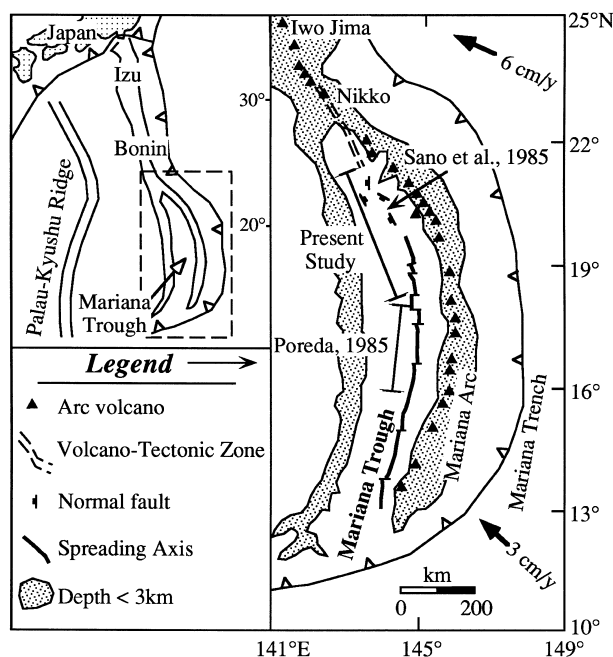 Japan
Izu
Bonin
30°
20°
Palau-Kyushu Ridge
Mariana
Trough
Legend
Arc volcano
Volcano-Tectonic Zone
Normal fault
Spreading Axis
Depth < 3km
Iwo Jima
Nikko
6 cm/y
Sano et al., 1985
Present
Study
Poreda, 1985
Mariana Trough
Mariana Arc
Mariana Trench
3 cm/y
km
0 200
25°N
22°
19°
16°
13°
10°
141°E 145° 149°